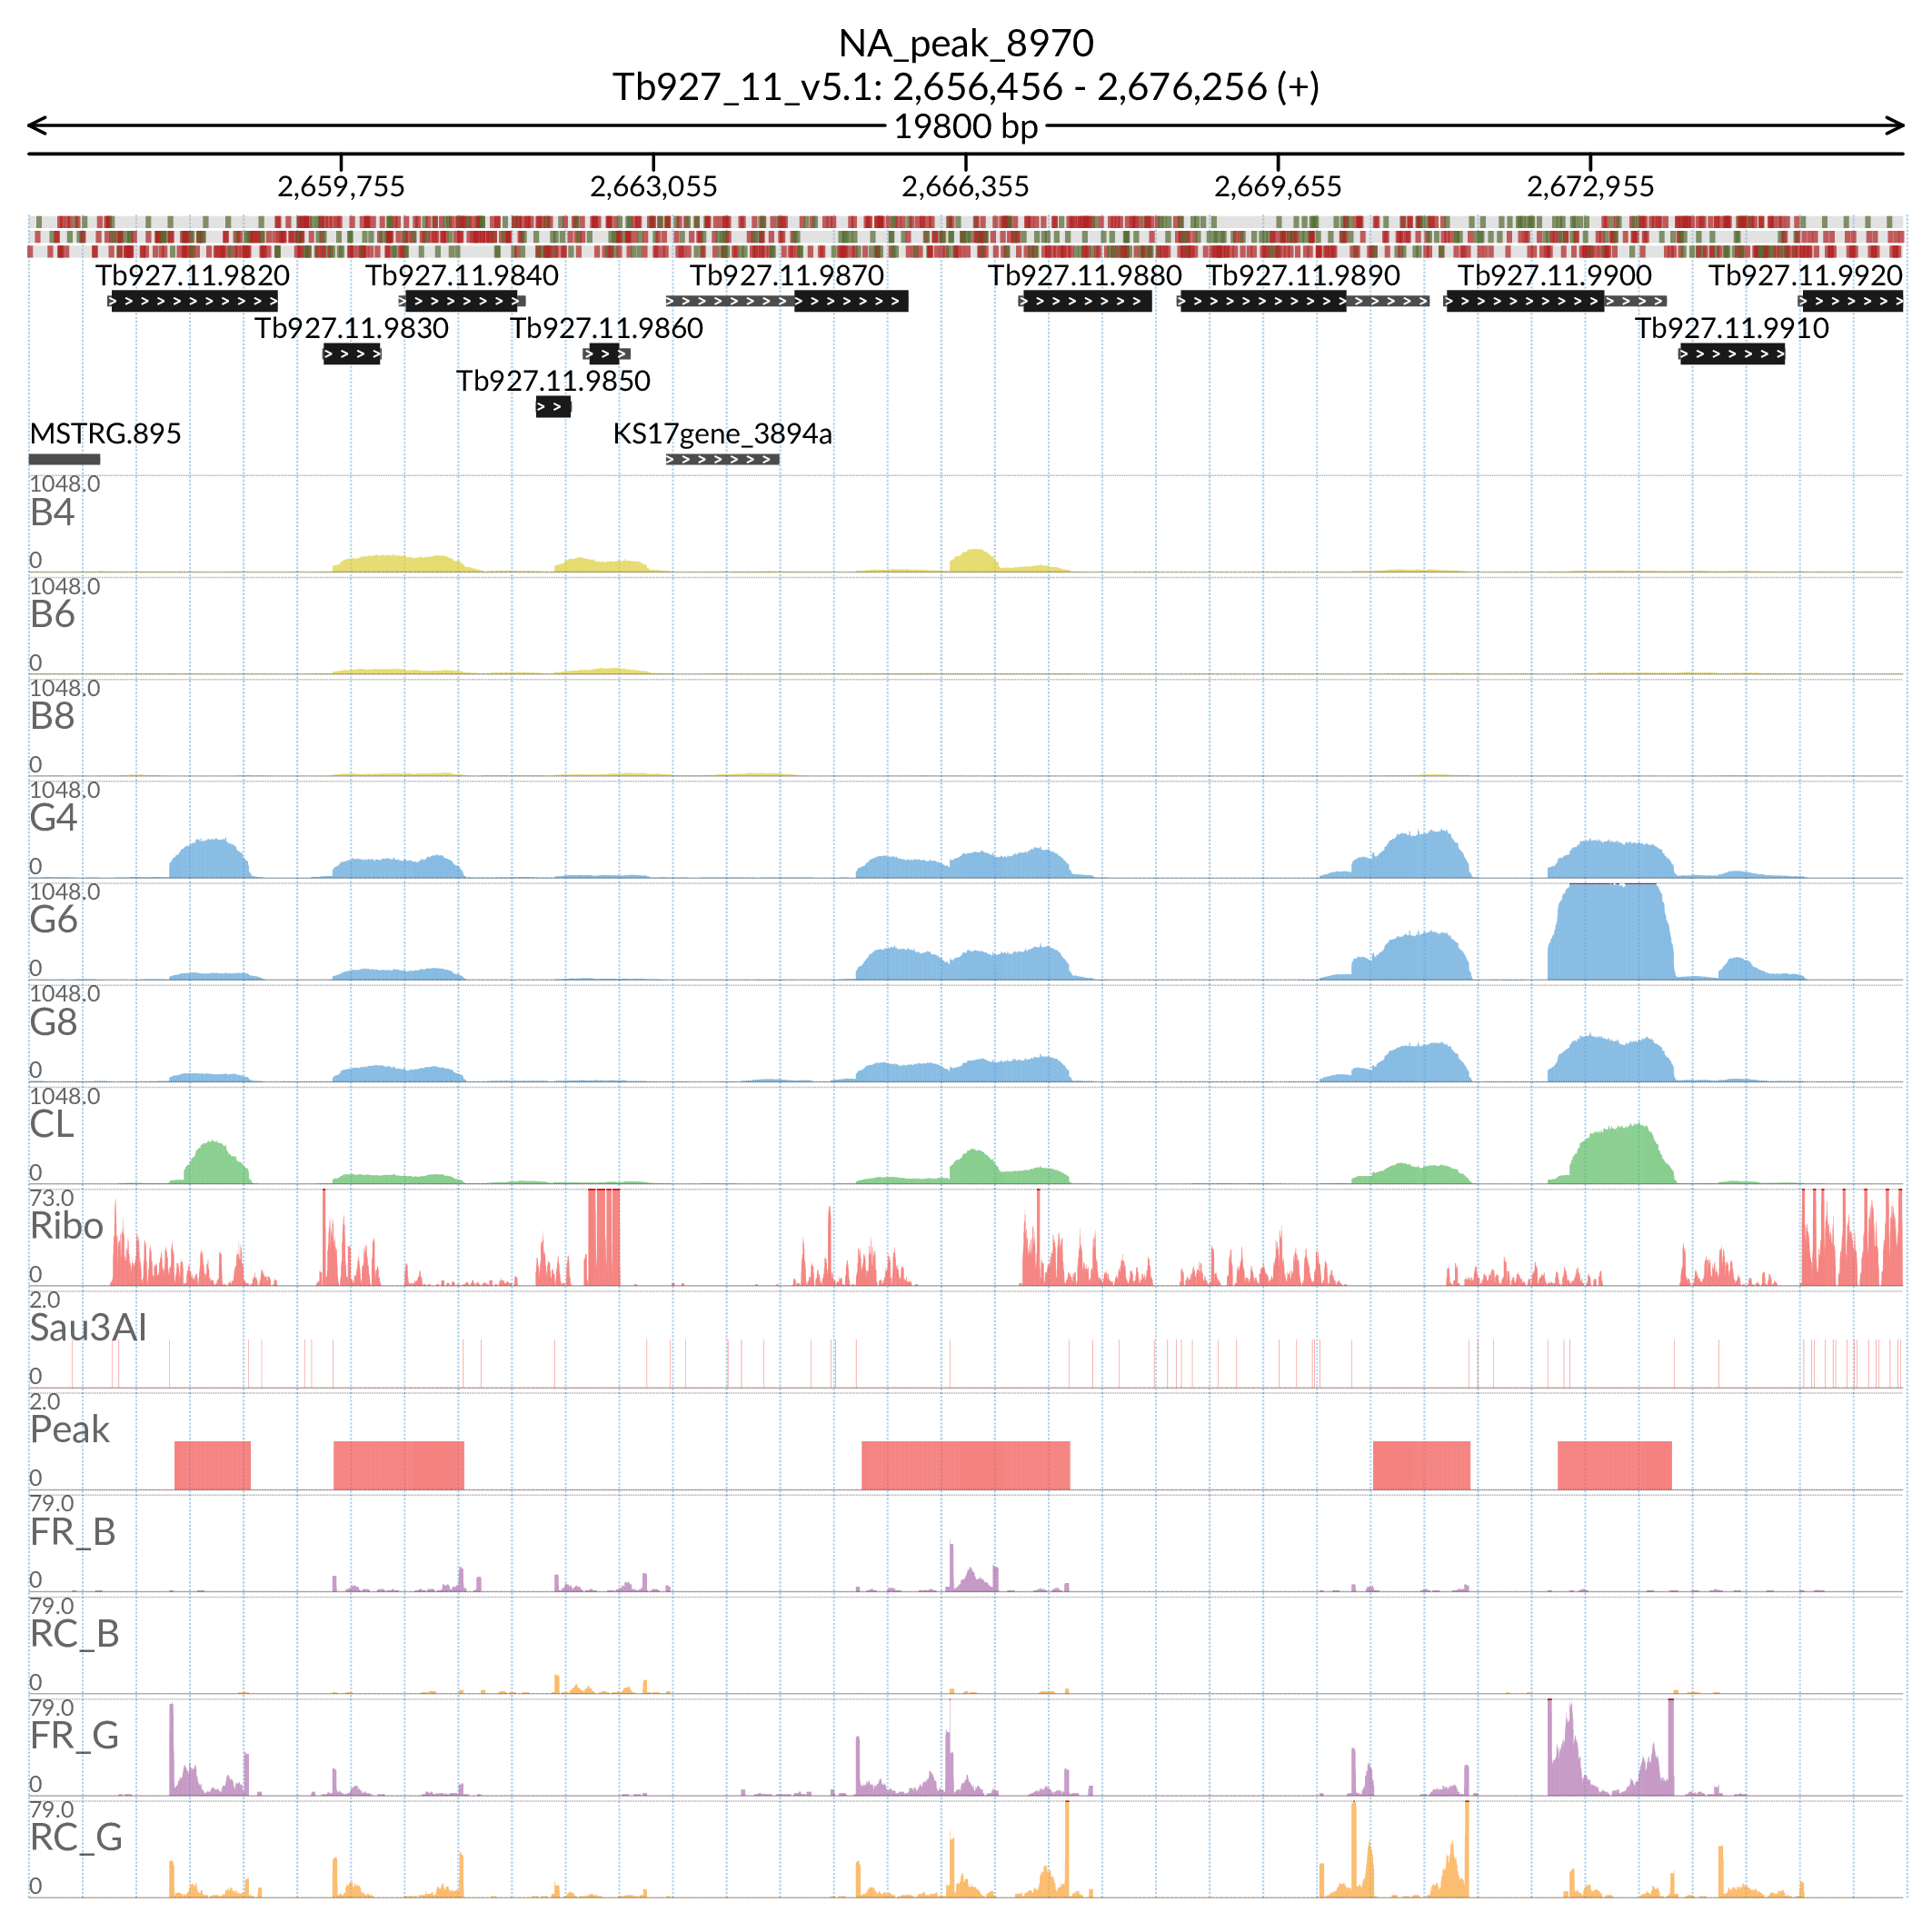 NA_peak_8970
Tb927_11_v5.1: 2,656,456 - 2,676,256 (+)
19800 bp
2,659,755 2,663,055 2,666,355 2,669,655 2,672,955
Tb927.11.9820 Tb927.11.9840 Tb927.11.9870 Tb927.11.9880 Tb927.11.9890 Tb927.11.9900 Tb927.11.9920
Tb927.11.9830 Tb927.11.9860 Tb927.11.9910
Tb927.11.9850
MSTRG.895 KS17gene_3894a
1048.0
B4
0
1048.0
B6
0
1048.0
B8
0
1048.0
G4
0
1048.0
G6
0
1048.0
G8
0
1048.0
CL
0
73.0
Ribo
0
2.0
Sau3AI
0
2.0
Peak
0
79.0
FR_B
0
79.0
RC_B
0
79.0
FR_G
0
79.0
RC_G
0